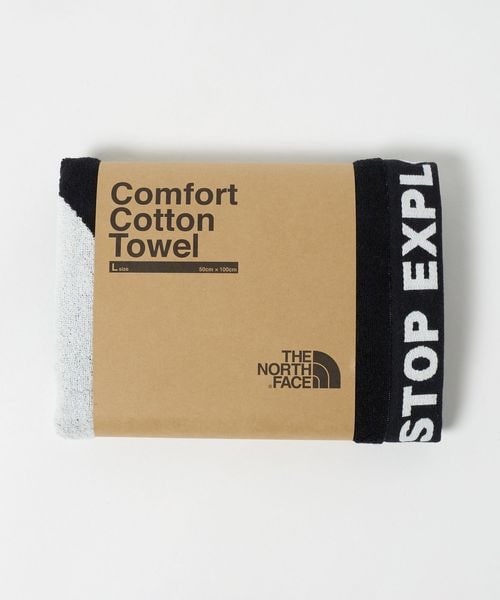 Comfort
Cotton
Towel
L size 50cm × 100cm
THE
NORTH
FACE
STOP EXPL